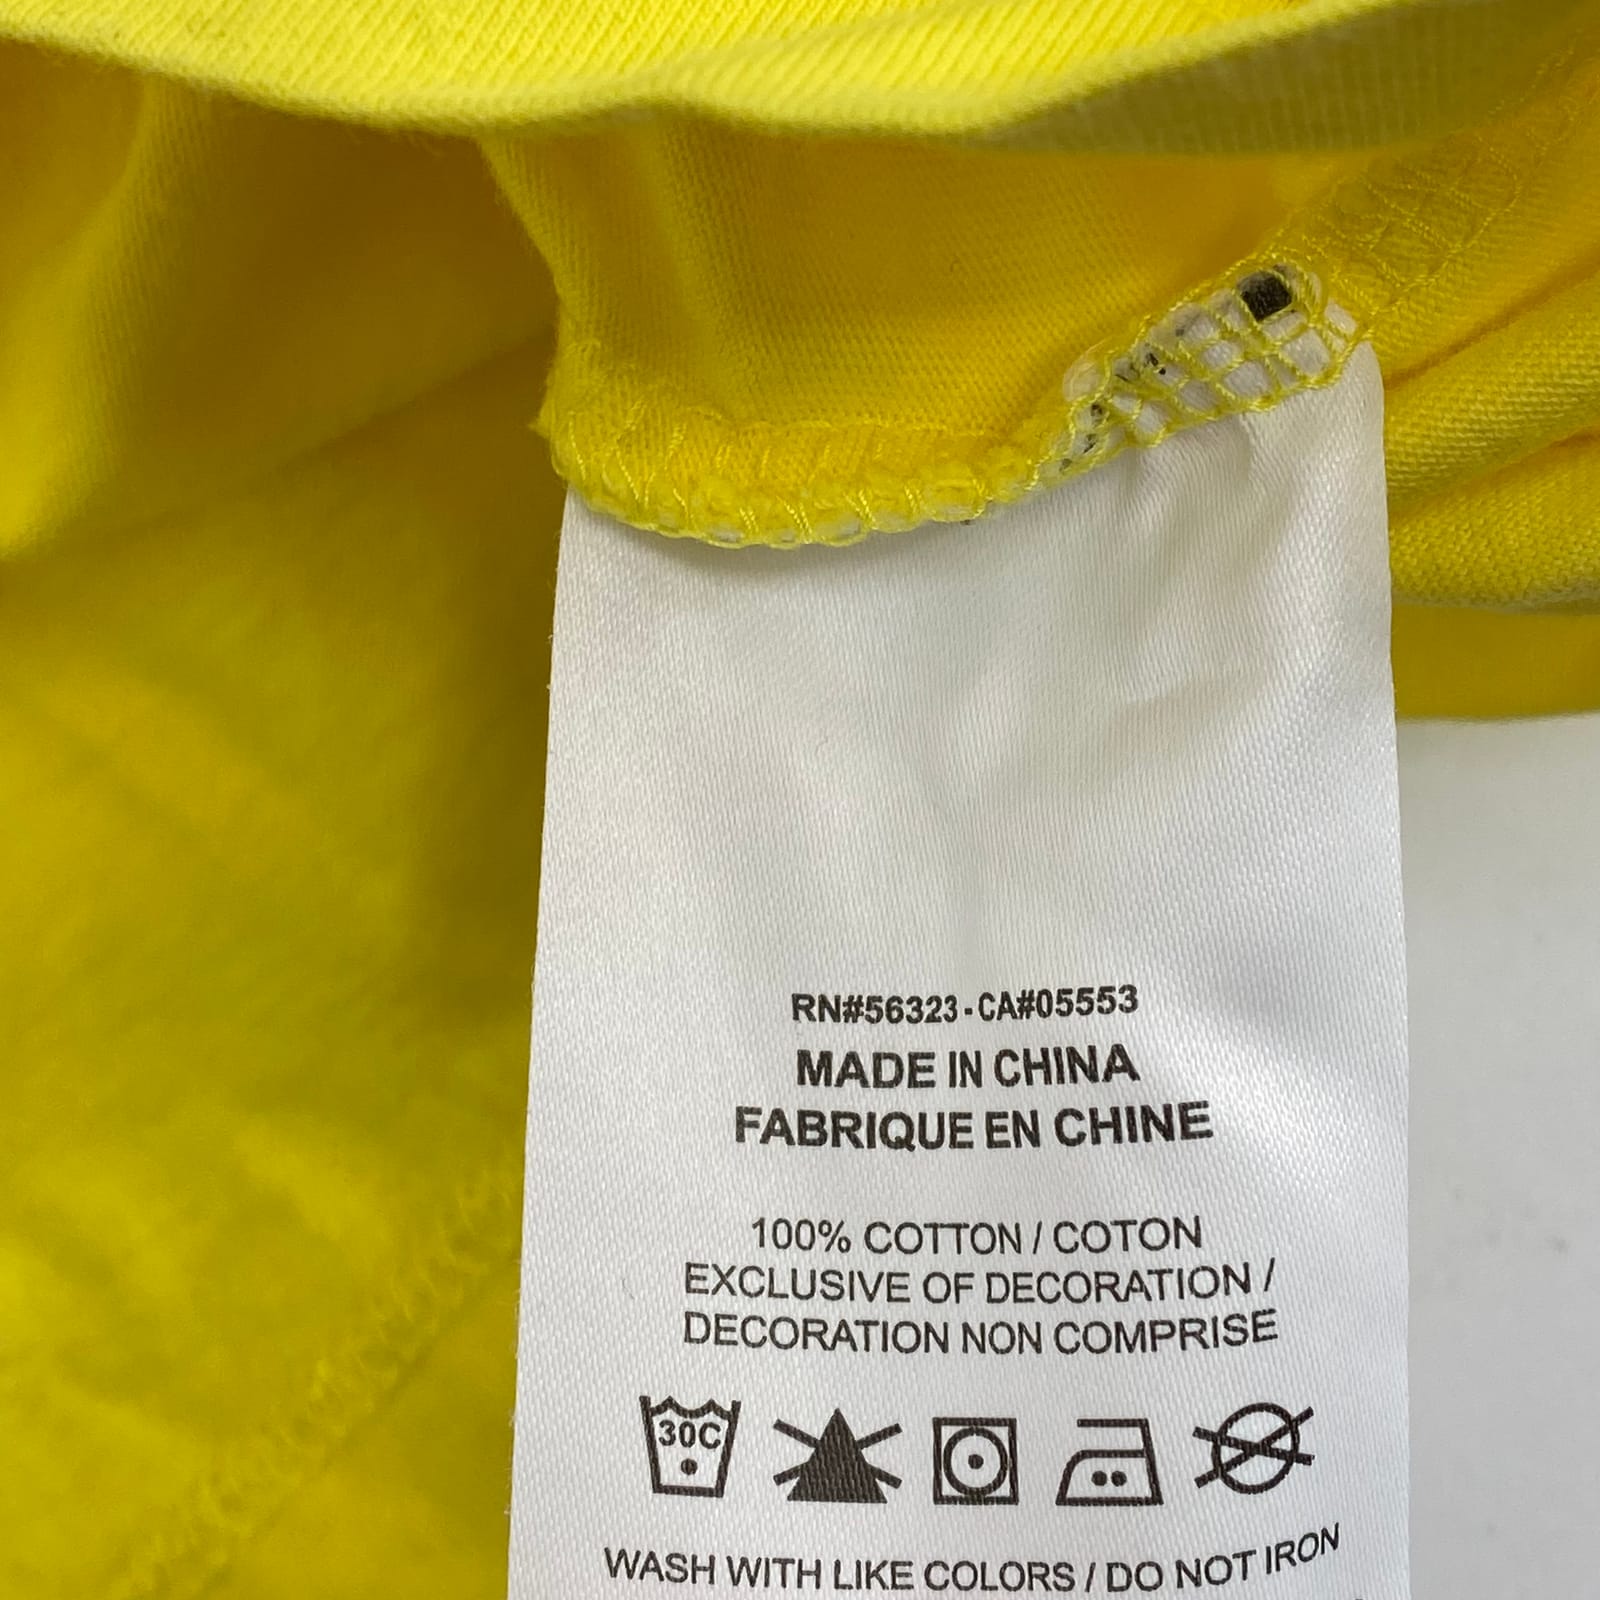 RN#56323-CA#05553
MADE IN CHINA
FABRIQUE EN CHINE
100% COTTON / COTON
EXCLUSIVE OF DECORATION /
DECORATION NON COMPRISE
30C
WASH WITH LIKE COLORS / DO NOT IRON